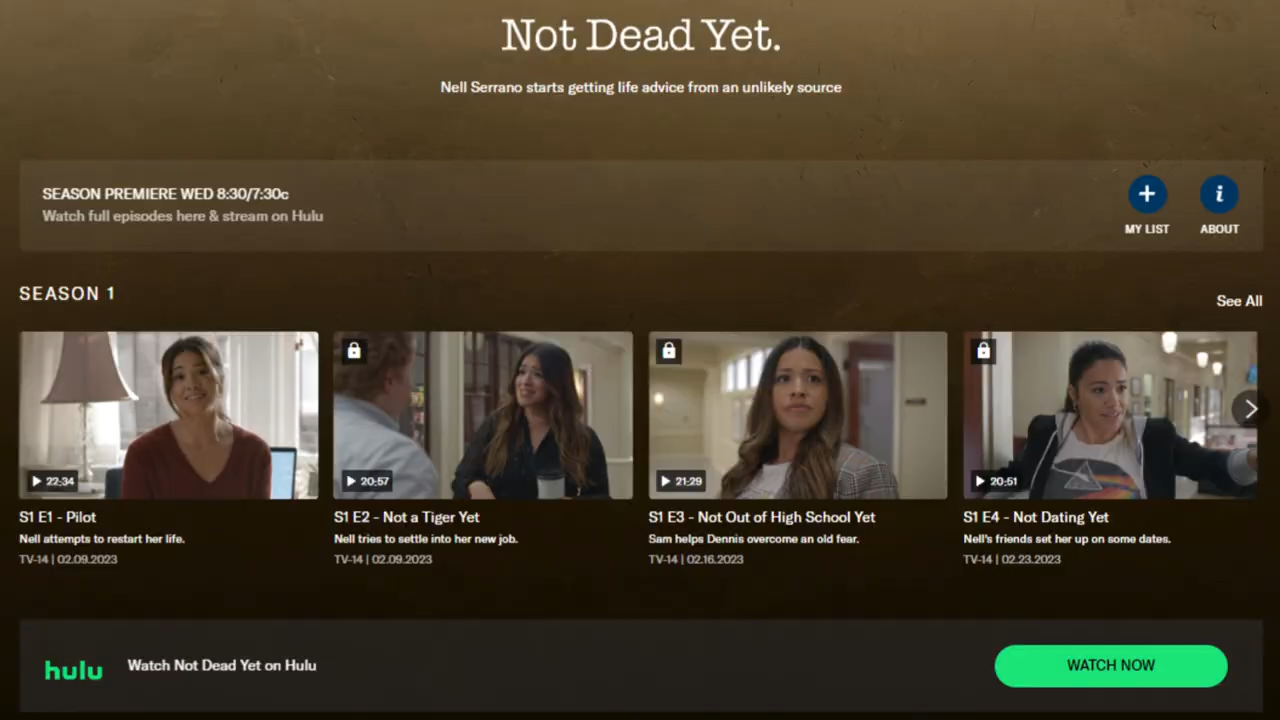 Not Dead Yet.
Nell Serrano starts getting life advice from an unlikely source
SEASON PREMIERE WED 8:30/7:30c
Watch full episodes here & stream on Hulu
MY LIST
ABOUT
SEASON 1
See All
22:34
20:57
21:29
20:51
S1 E1 - Pilot
Nell attempts to restart her life.
TV-14 | 02.09.2023
S1 E2 - Not a Tiger Yet
Nell tries to settle into her new job.
TV-14 | 02.09.2023
S1 E3 - Not Out of High School Yet
Sam helps Dennis overcome an old fear.
TV-14 | 02.16.2023
S1 E4 - Not Dating Yet
Nell's friends set her up on some dates.
TV-14 | 02.23.2023
hulu
Watch Not Dead Yet on Hulu
WATCH NOW